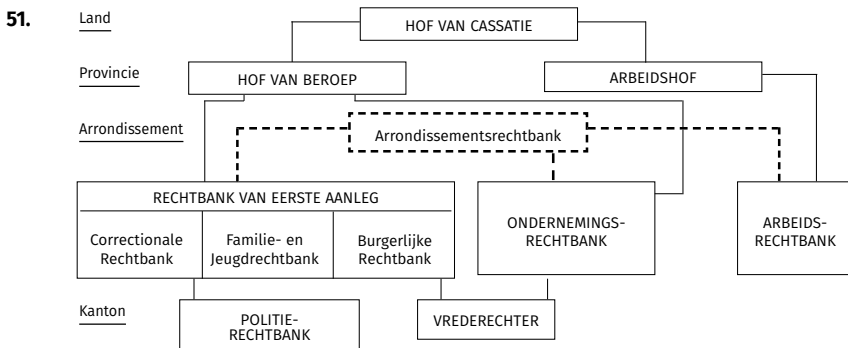 51.
Land
HOF VAN CASSATIE
Provincie
HOF VAN BEROEP
ARBEIDSHOF
Arrondissement
Arrondissementsrechtbank
RECHTBANK VAN EERSTE AANLEG
Correctionale
Rechtbank
Familie- en
Jeugdrechtbank
Burgerlijke
Rechtbank
ONDERNEMINGS-
RECHTBANK
ARBEIDS-
RECHTBANK
Kanton
POLITIE-
RECHTBANK
VREDERECHTER